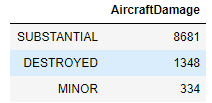 AircraftDamage
SUBSTANTIAL 8681
DESTROYED 1348
MINOR 334